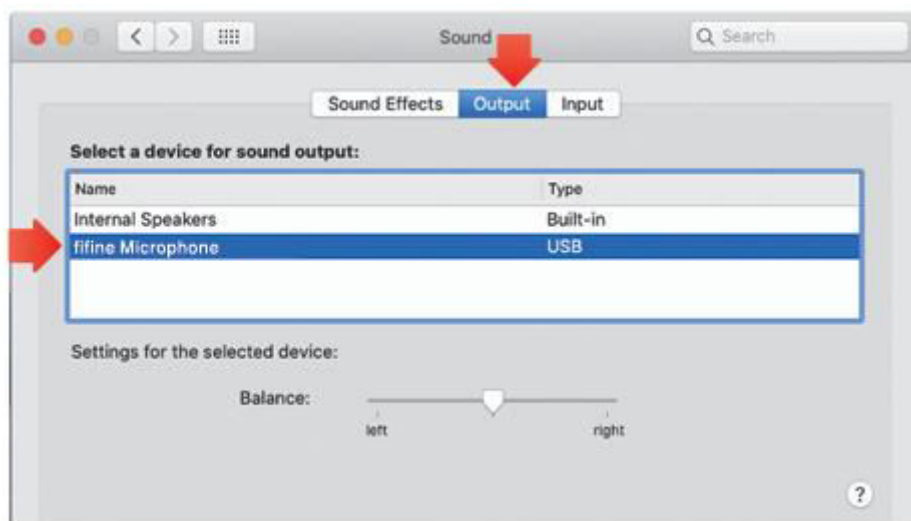 Sound
Search
Sound Effects Output Input
Select a device for sound output:
Name Type
Internal Speakers Built-in
fifine Microphone USB
Settings for the selected device:
Balance:
left right
?